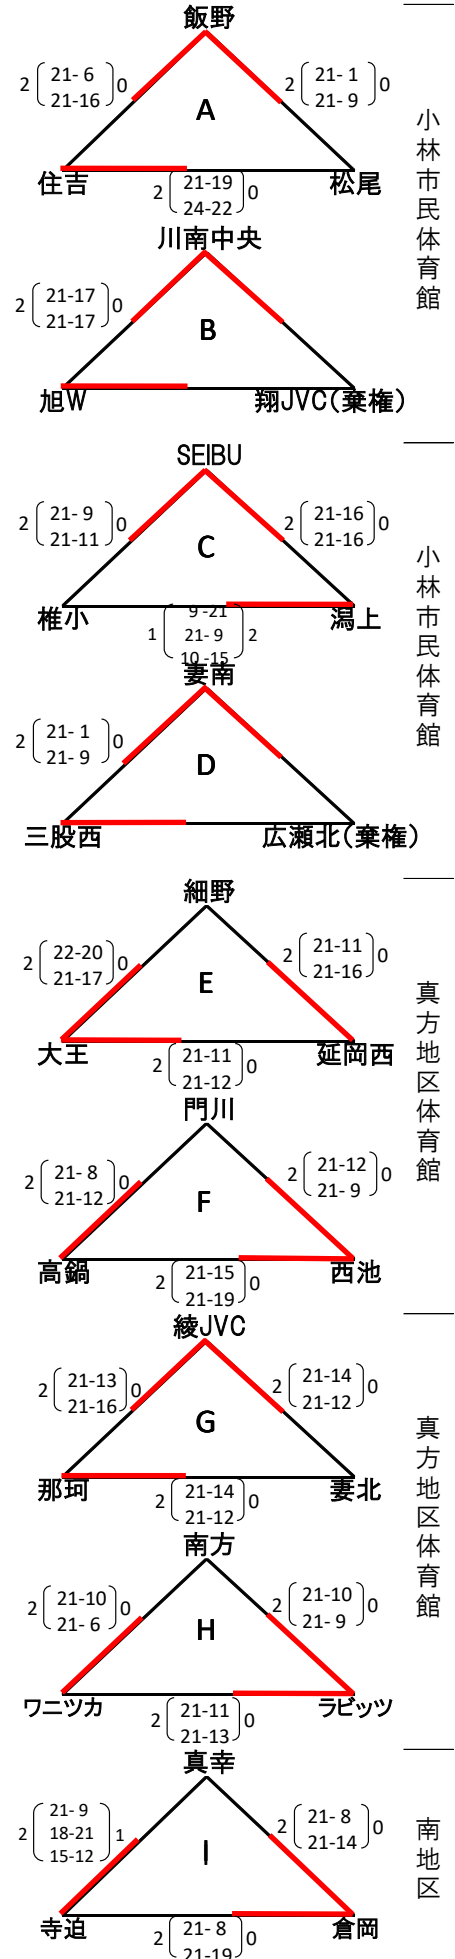 飯野
2 21- 6 0
21-16
2 21- 1 0
21- 9
A
住吉
松尾
2 21-19 0
24-22
小林市民体育館
川南中央
2 21-17 0
21-17
B
旭W
翔JVC(棄権)
SEIBU
2 21- 9 0
21-11
2 21-16 0
21-16
C
椎小
潟上
9 -21
1 21- 9 2
10 -15
小林市民体育館
妻南
2 21- 1 0
21- 9
D
三股西
広瀬北(棄権)
細野
2 22-20 0
21-17
2 21-11 0
21-16
E
大王
延岡西
2 21-11 0
21-12
真方地区体育館
門川
2 21- 8 0
21-12
2 21-12 0
21- 9
F
高鍋
西池
2 21-15 0
21-19
綾JVC
2 21-13 0
21-16
2 21-14 0
21-12
G
那珂
妻北
2 21-14 0
21-12
真方地区体育館
南方
2 21-10 0
21- 6
2 21-10 0
21- 9
H
ワニツカ
ラビッツ
2 21-11 0
21-13
真幸
21- 9
2 18-21 1
15-12
2 21- 8 0
21-14
I
寺迫
倉岡
2 21- 8 0
21-19
南地区